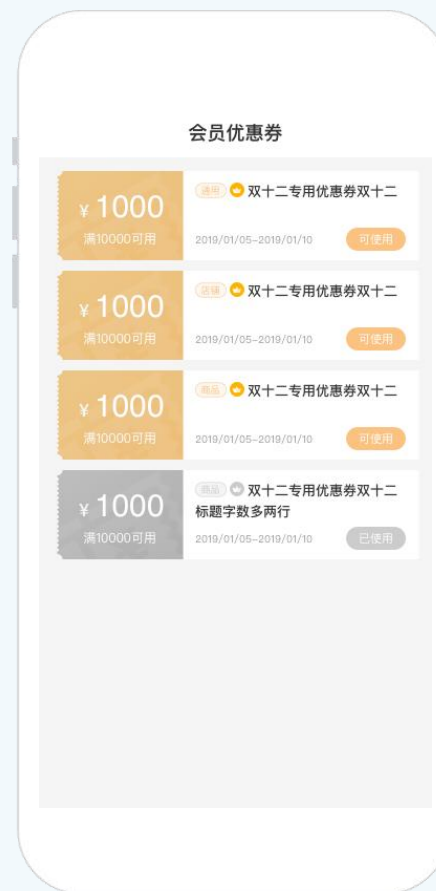 会员优惠券
¥ 1000
满10000可用
通用 双十二专用优惠券双十二
2019/01/05-2019/01/10 可使用
¥ 1000
满10000可用
店铺 双十二专用优惠券双十二
2019/01/05-2019/01/10 可使用
¥ 1000
满10000可用
商品 双十二专用优惠券双十二
2019/01/05-2019/01/10 可使用
¥ 1000
满10000可用
商品 双十二专用优惠券双十二
标题字数多两行
2019/01/05-2019/01/10 已使用